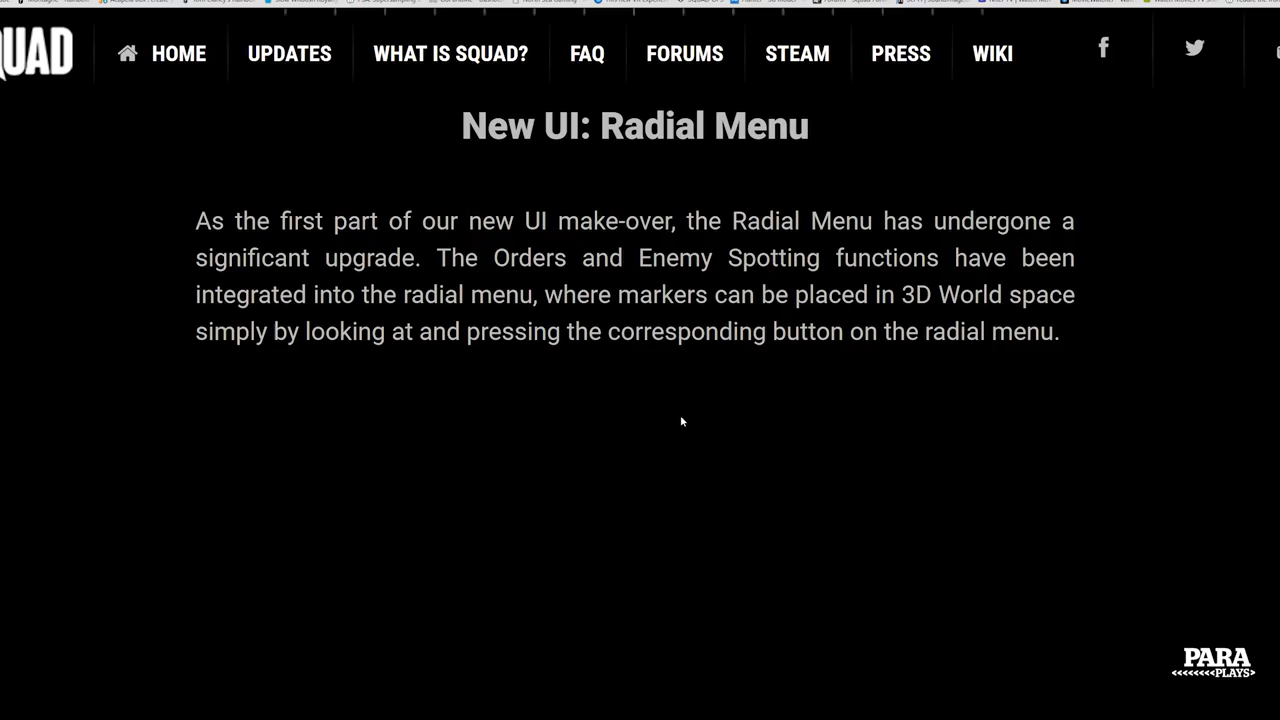 QUAD
HOME UPDATES WHAT IS SQUAD? FAQ FORUMS STEAM PRESS WIKI
New UI: Radial Menu
As the first part of our new UI make-over, the Radial Menu has undergone a
significant upgrade. The Orders and Enemy Spotting functions have been
integrated into the radial menu, where markers can be placed in 3D World space
simply by looking at and pressing the corresponding button on the radial menu.
PARA
PLAYS